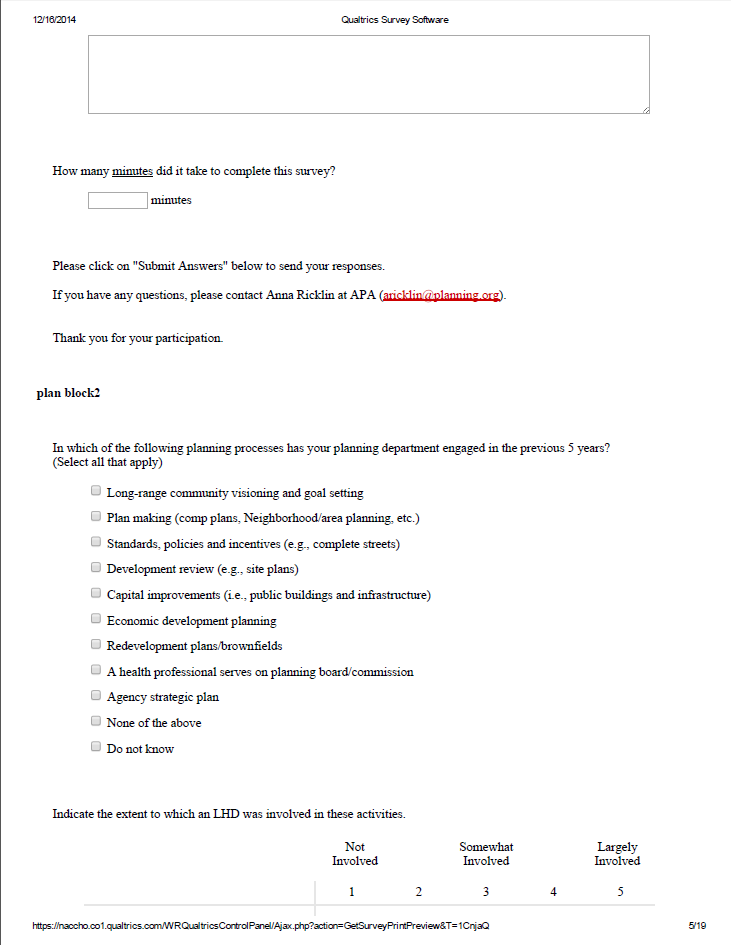 12/16/2014
Qualtrics Survey Software
How many minutes did it take to complete this survey?
minutes
Please click on "Submit Answers" below to send your responses.
If you have any questions, please contact Anna Ricklin at APA (aricklin@planning.org).
Thank you for your participation.
plan block2
In which of the following planning processes has your planning department engaged in the previous 5 years?
(Select all that apply)
Long-range community visioning and goal setting
Plan making (comp plans, Neighborhood/area planning, etc.)
Standards, policies and incentives (e.g., complete streets)
Development review (e.g., site plans)
Capital improvements (i.e., public buildings and infrastructure)
Economic development planning
Redevelopment plans/brownfields
A health professional serves on planning board/commission
Agency strategic plan
None of the above
Do not know
Indicate the extent to which an LHD was involved in these activities.
Not Somewhat Largely
Involved Involved Involved
1 2 3 4 5
https://naccho.co1.qualtrics.com/WRQualtricsControlPanel/Ajax.php?action=GetSurveyPrintPreview&T=1CnjaQ
5/19